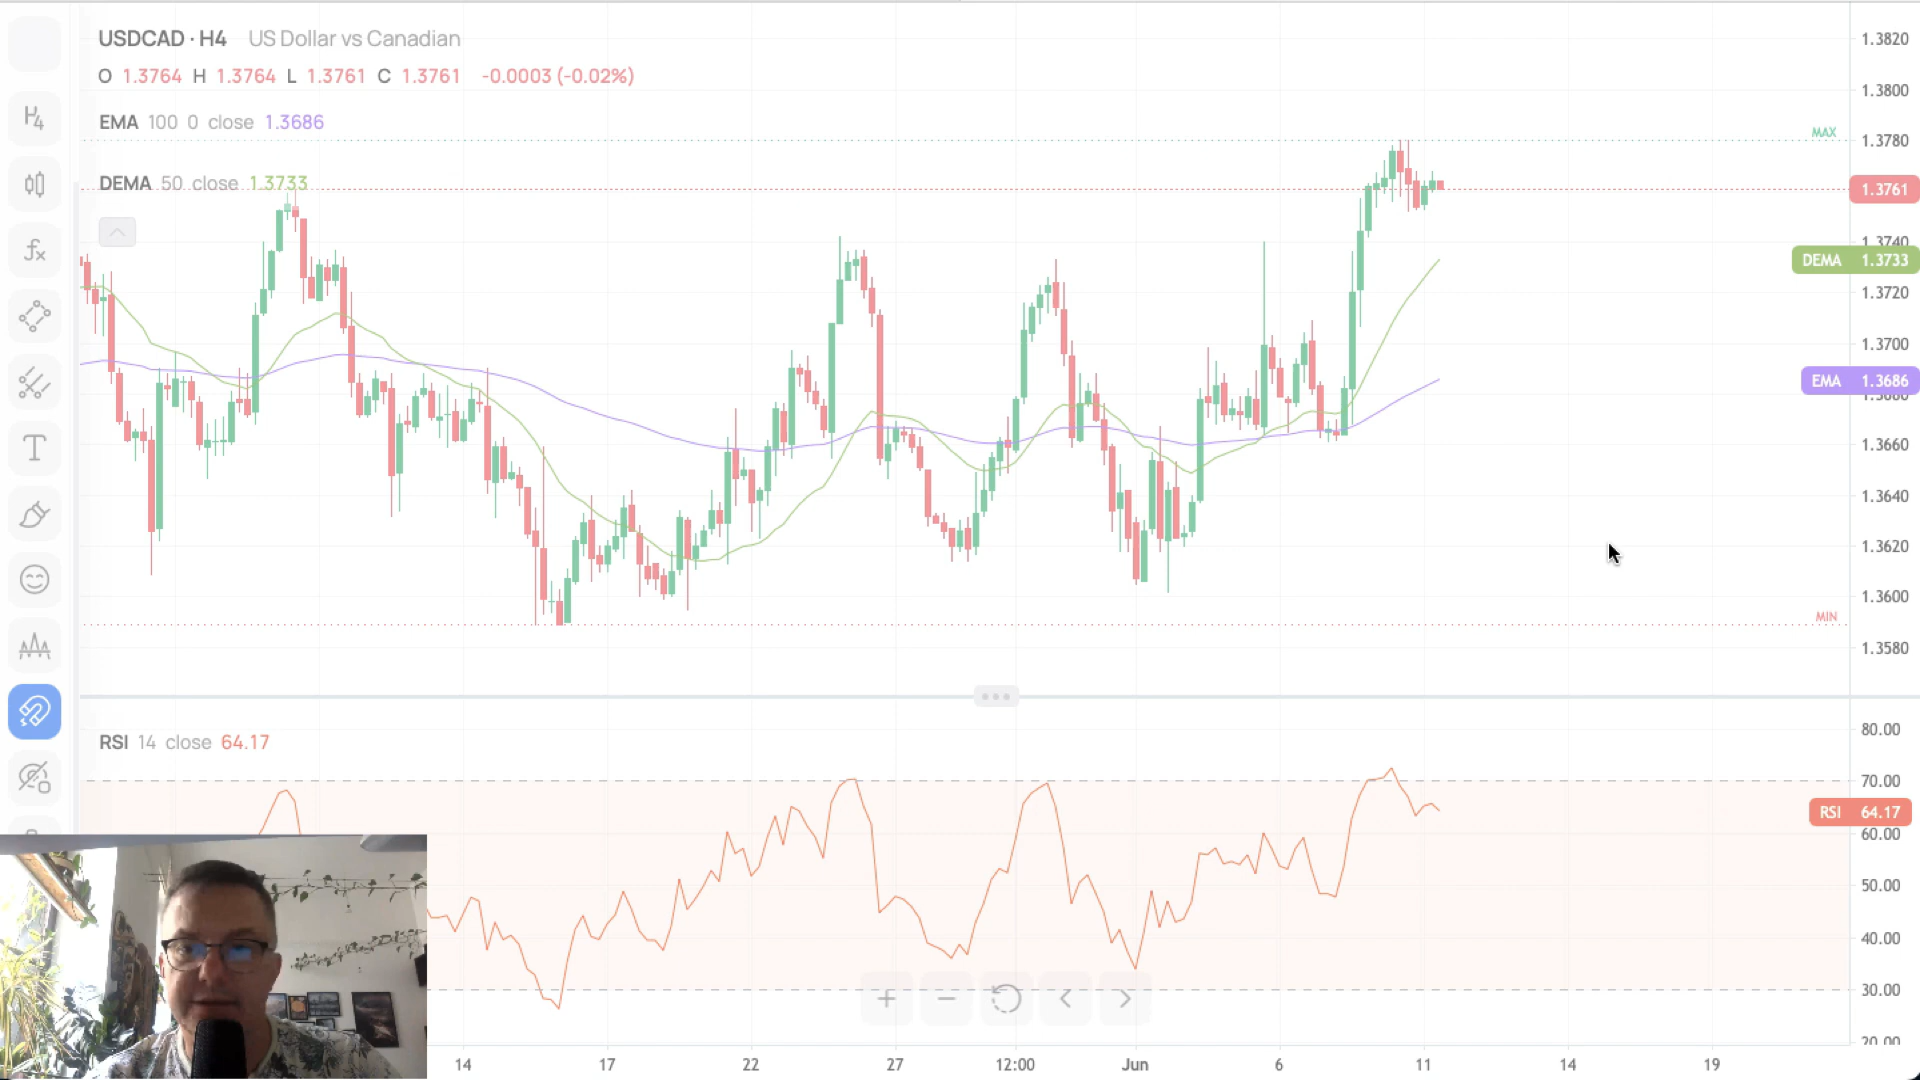 USDCAD · H4 US Dollar vs Canadian
O 1.3764 H 1.3764 L 1.3761 C 1.3761 -0.0003 (-0.02%)
EMA 100 0 close 1.3686
DEMA 50 close 1.3733
H4
fx
T
MAX
MIN
1.3820
1.3800
1.3780
1.3761
1.3740
DEMA 1.3733
1.3720
1.3700
EMA 1.3686
1.3680
1.3660
1.3640
1.3620
1.3600
1.3580
RSI 14 close 64.17
80.00
70.00
RSI 64.17
60.00
50.00
40.00
30.00
20.00
14 17 22 27 12:00 Jun 6 11 14 19